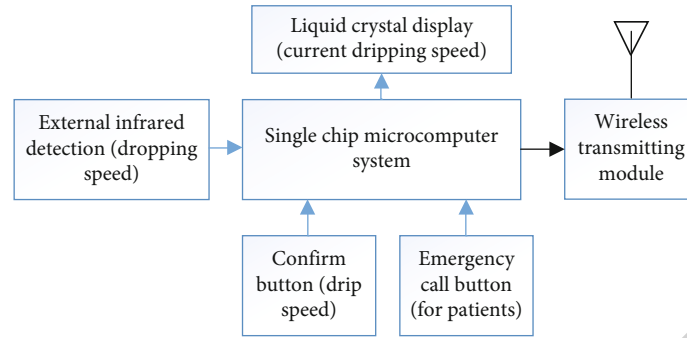 Liquid crystal display
(current dripping speed)
External infrared
detection (dropping
speed)
Single chip microcomputer
system
Wireless
transmitting
module
Confirm
button (drip
speed)
Emergency
call button
(for patients)